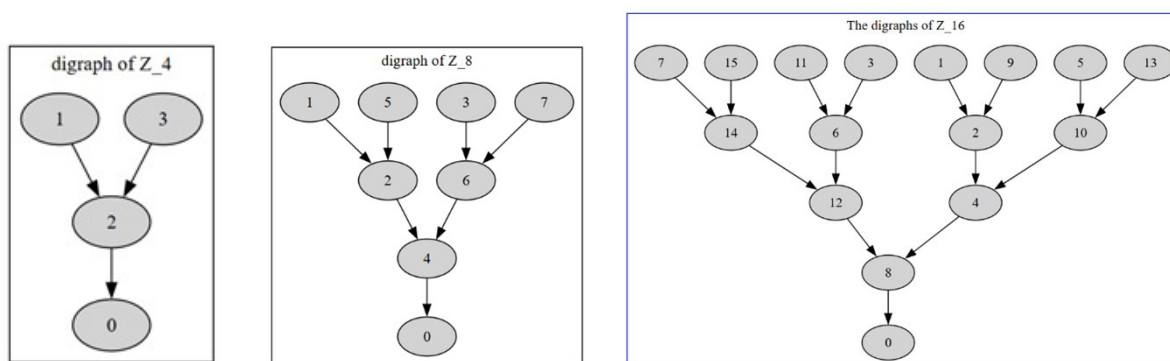 digraph of Z_4
1 3
2
0
digraph of Z_8
1 5 3 7
2 6
4
0
The digraphs of Z_16
7 15 11 3 1 9 5 13
14 6 2 10
12 4
8
0